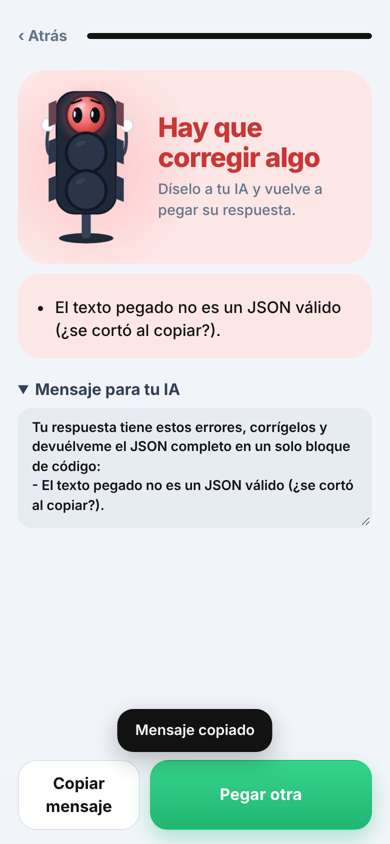 ‹ Atrás
Hay que
corregir algo
Díselo a tu IA y vuelve a
pegar su respuesta.
• El texto pegado no es un JSON válido
(¿se cortó al copiar?).
▼ Mensaje para tu IA
Tu respuesta tiene estos errores, corrígelos y
devuélveme el JSON completo en un solo bloque
de código:
- El texto pegado no es un JSON válido (¿se cortó
al copiar?).
Mensaje copiado
Copiar
mensaje
Pegar otra